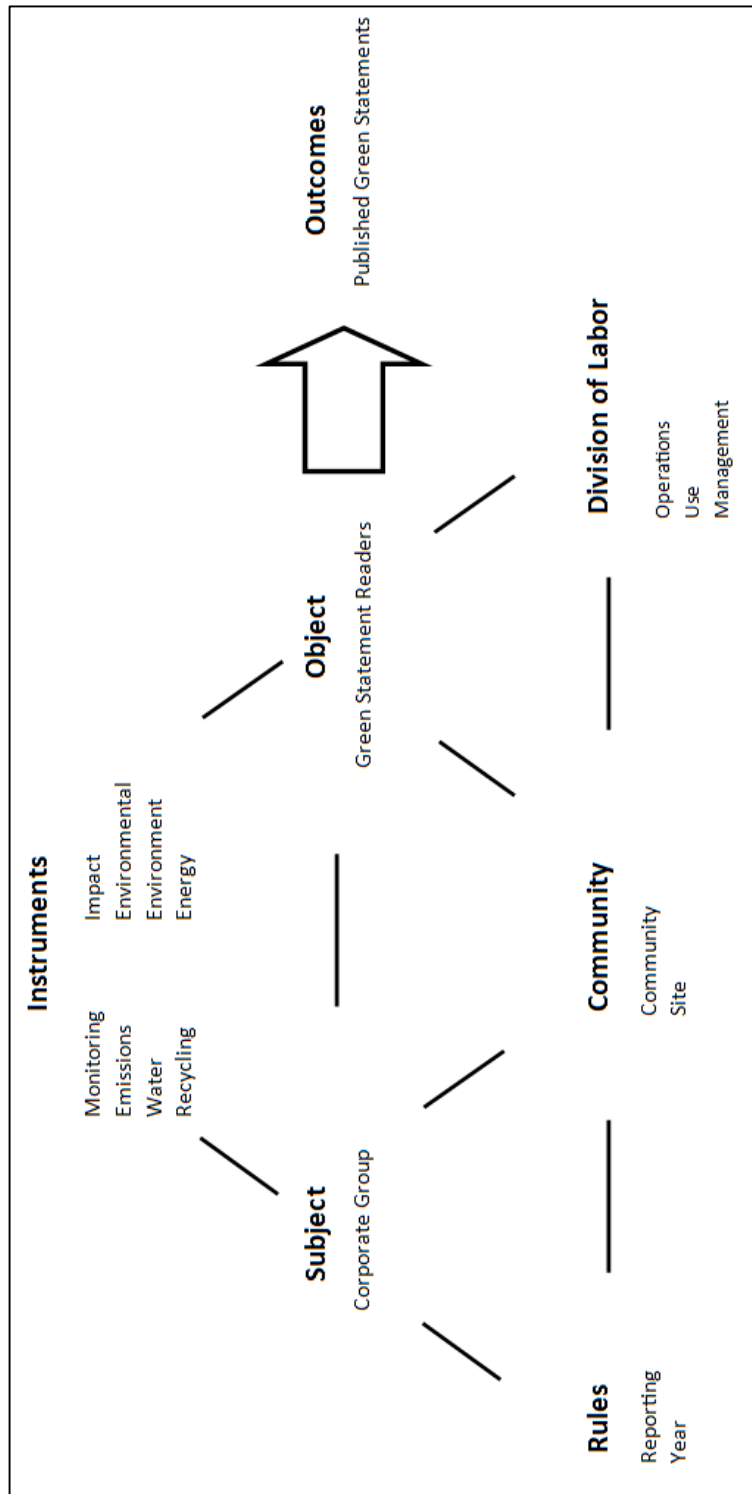 Instruments
Monitoring
Emissions
Water
Recycling
Impact
Environmental
Environment
Energy
Subject
Corporate Group
Object
Green Statement Readers
Outcomes
Published Green Statements
Rules
Reporting
Year
Community
Community
Site
Division of Labor
Operations
Use
Management